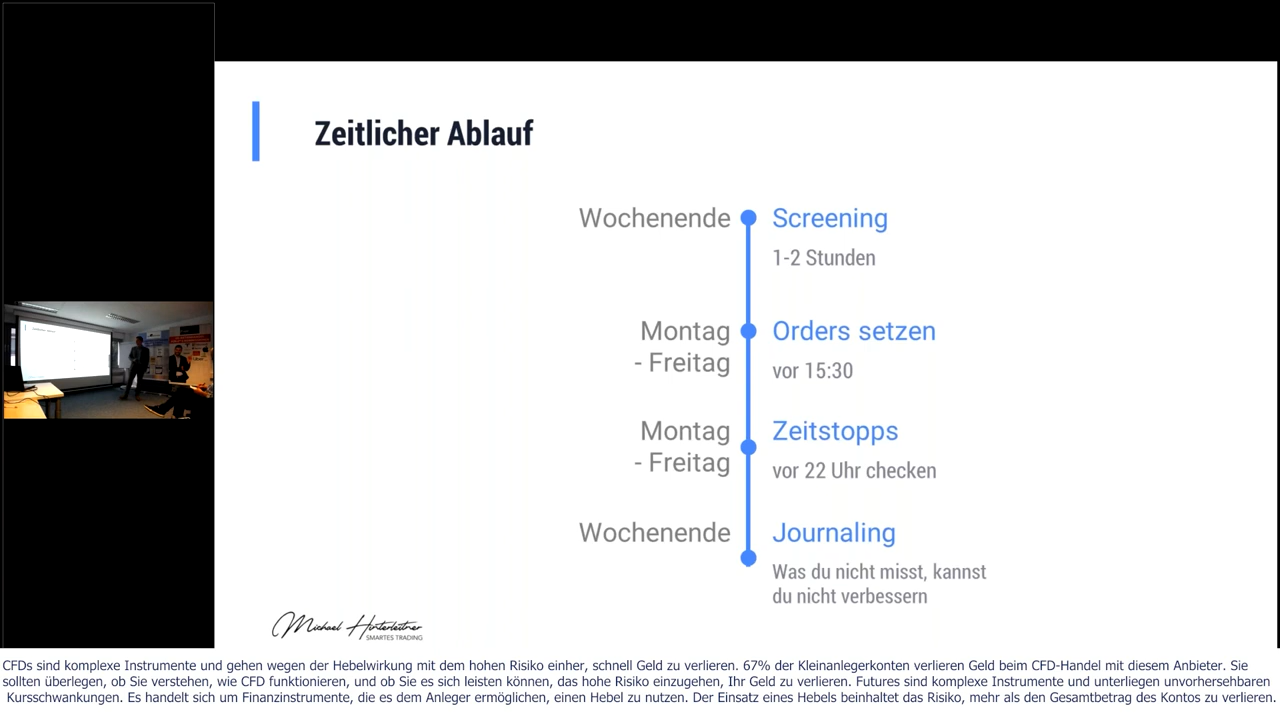 Zeitlicher Ablauf
Wochenende
Screening
1-2 Stunden
Montag
- Freitag
Orders setzen
vor 15:30
Montag
- Freitag
Zeitstopps
vor 22 Uhr checken
Wochenende
Journaling
Was du nicht misst, kannst
du nicht verbessern
Michael Hinterleitner
SMARTES TRADING
CFDs sind komplexe Instrumente und gehen wegen der Hebelwirkung mit dem hohen Risiko einher, schnell Geld zu verlieren. 67% der Kleinanlegerkonten verlieren Geld beim CFD-Handel mit diesem Anbieter. Sie
sollten überlegen, ob Sie verstehen, wie CFD funktionieren, und ob Sie es sich leisten können, das hohe Risiko einzugehen, Ihr Geld zu verlieren. Futures sind komplexe Instrumente und unterliegen unvorhersehbaren
Kursschwankungen. Es handelt sich um Finanzinstrumente, die es dem Anleger ermöglichen, einen Hebel zu nutzen. Der Einsatz eines Hebels beinhaltet das Risiko, mehr als den Gesamtbetrag des Kontos zu verlieren.